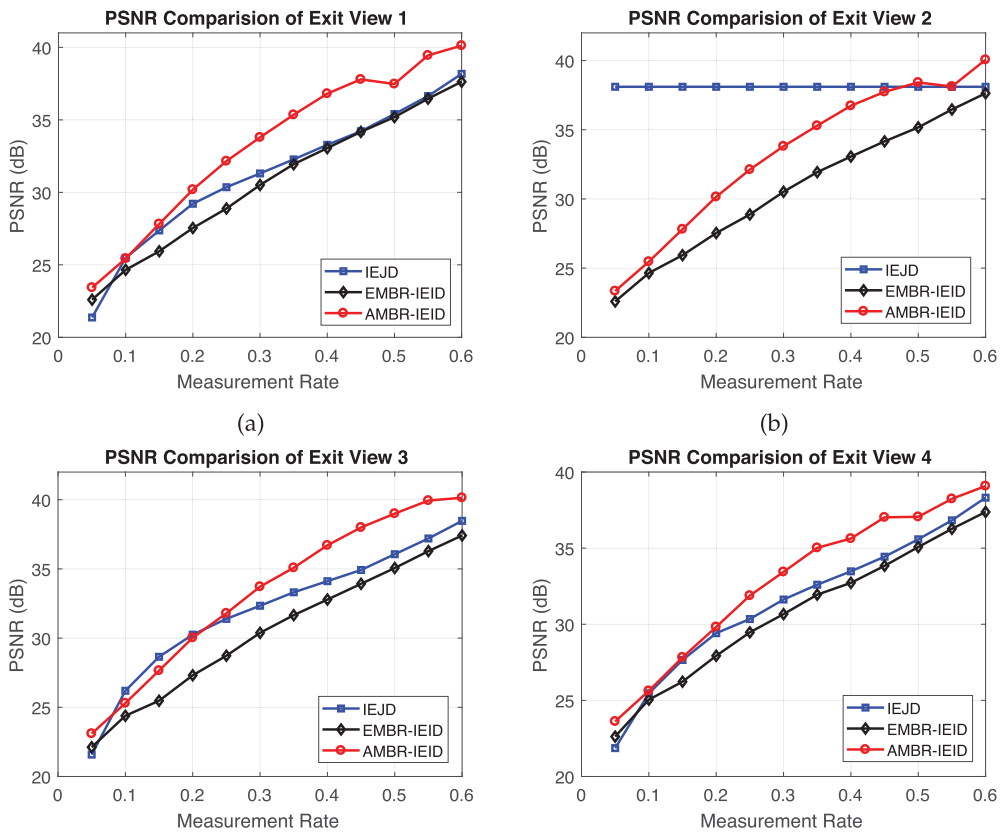 PSNR Comparision of Exit View 1
40
35
30
25
20
0
0.1
0.2
0.3
0.4
0.5
0.6
PSNR (dB)
Measurement Rate
IEJD
EMBR-IEID
AMBR-IEID
(a)
PSNR Comparision of Exit View 2
40
35
30
25
20
0
0.1
0.2
0.3
0.4
0.5
0.6
PSNR (dB)
Measurement Rate
IEJD
EMBR-IEID
AMBR-IEID
(b)
PSNR Comparision of Exit View 3
40
35
30
25
20
0
0.1
0.2
0.3
0.4
0.5
0.6
PSNR (dB)
Measurement Rate
IEJD
EMBR-IEID
AMBR-IEID
PSNR Comparision of Exit View 4
40
35
30
25
20
0
0.1
0.2
0.3
0.4
0.5
0.6
PSNR (dB)
Measurement Rate
IEJD
EMBR-IEID
AMBR-IEID